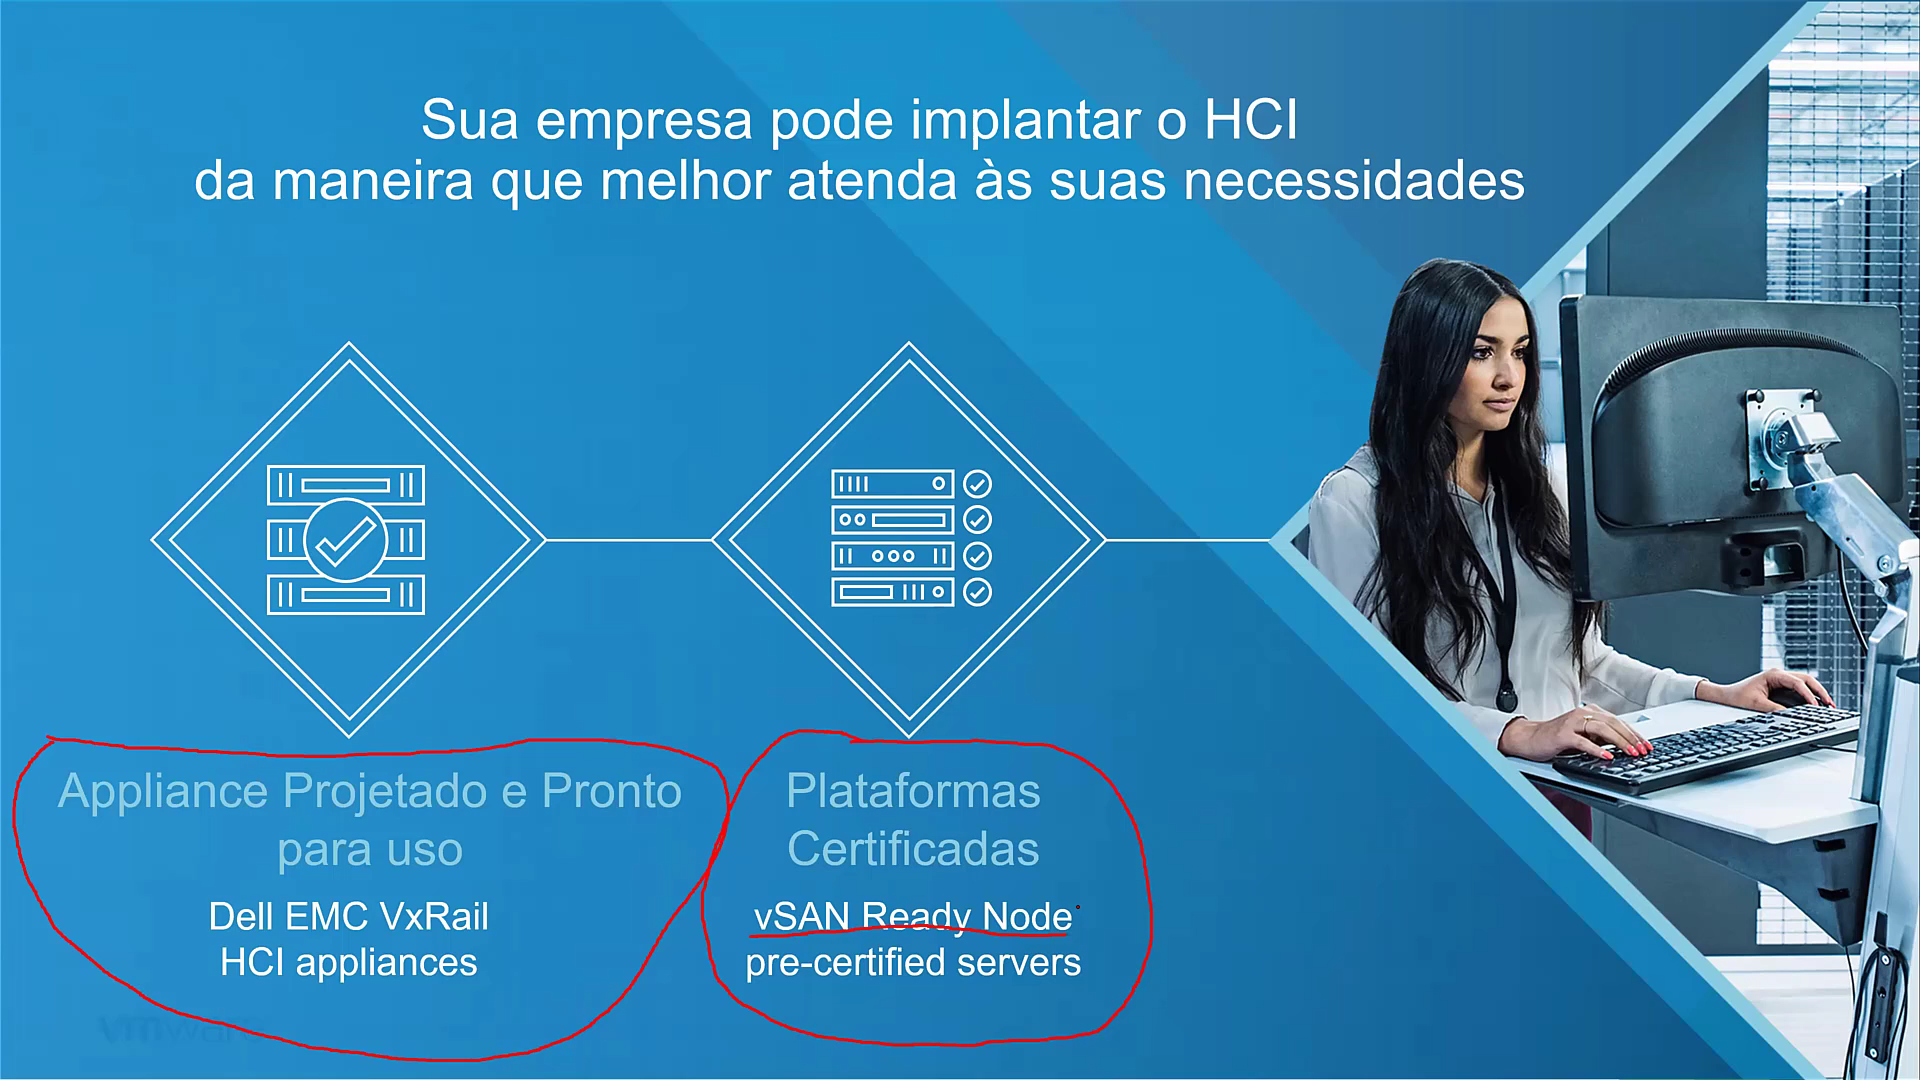 Sua empresa pode implantar o HCI
da maneira que melhor atenda às suas necessidades
Appliance Projetado e Pronto
para uso
Dell EMC VxRail
HCI appliances
Plataformas
Certificadas
vSAN Ready Node
pre-certified servers
vmware